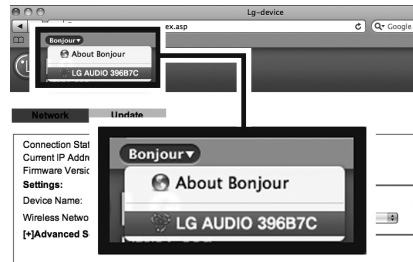 Lg-device
ex.asp
Google
Bonjour▼
About Bonjour
LG AUDIO 396B7C
Network Update
Connection Stat
Current IP Addre
Firmware Versic
Settings:
Device Name:
Wireless Netwo
[+]Advanced S
Bonjour▼
About Bonjour
LG AUDIO 396B7C